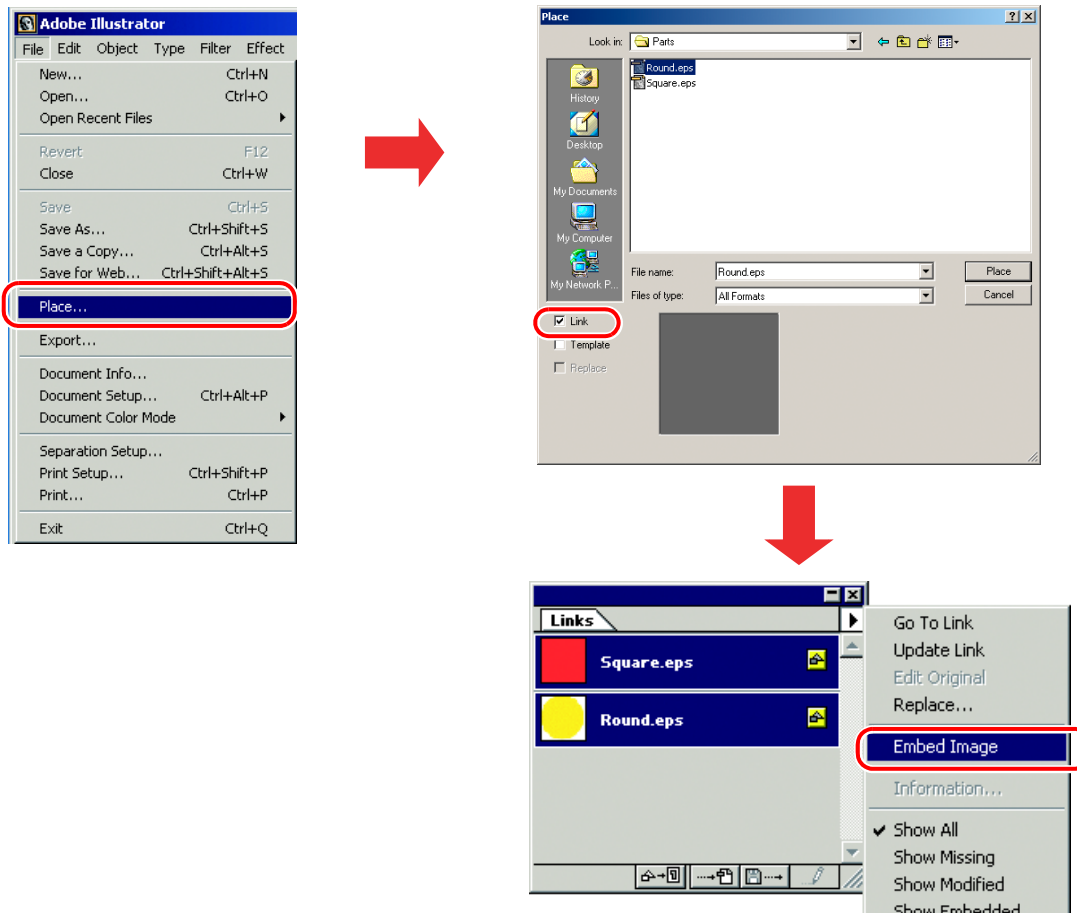 Adobe Illustrator
File Edit Object Type Filter Effect
New... Ctrl+N
Open... Ctrl+O
Open Recent Files
Revert F12
Close Ctrl+W
Save Ctrl+S
Save As... Ctrl+Shift+S
Save a Copy... Ctrl+Alt+S
Save for Web... Ctrl+Shift+Alt+S
Place...
Export...
Document Info...
Document Setup... Ctrl+Alt+P
Document Color Mode
Separation Setup...
Print Setup... Ctrl+Shift+P
Print... Ctrl+P
Exit Ctrl+Q
Place
Look in: Parts
History
Desktop
My Documents
My Computer
My Network P...
Round.eps
Square.eps
File name: Round.eps Place
Files of type: All Formats Cancel
Link
Template
Replace
Links
Square.eps
Round.eps
Go To Link
Update Link
Edit Original
Replace...
Embed Image
Information...
Show All
Show Missing
Show Modified
Show Embedded